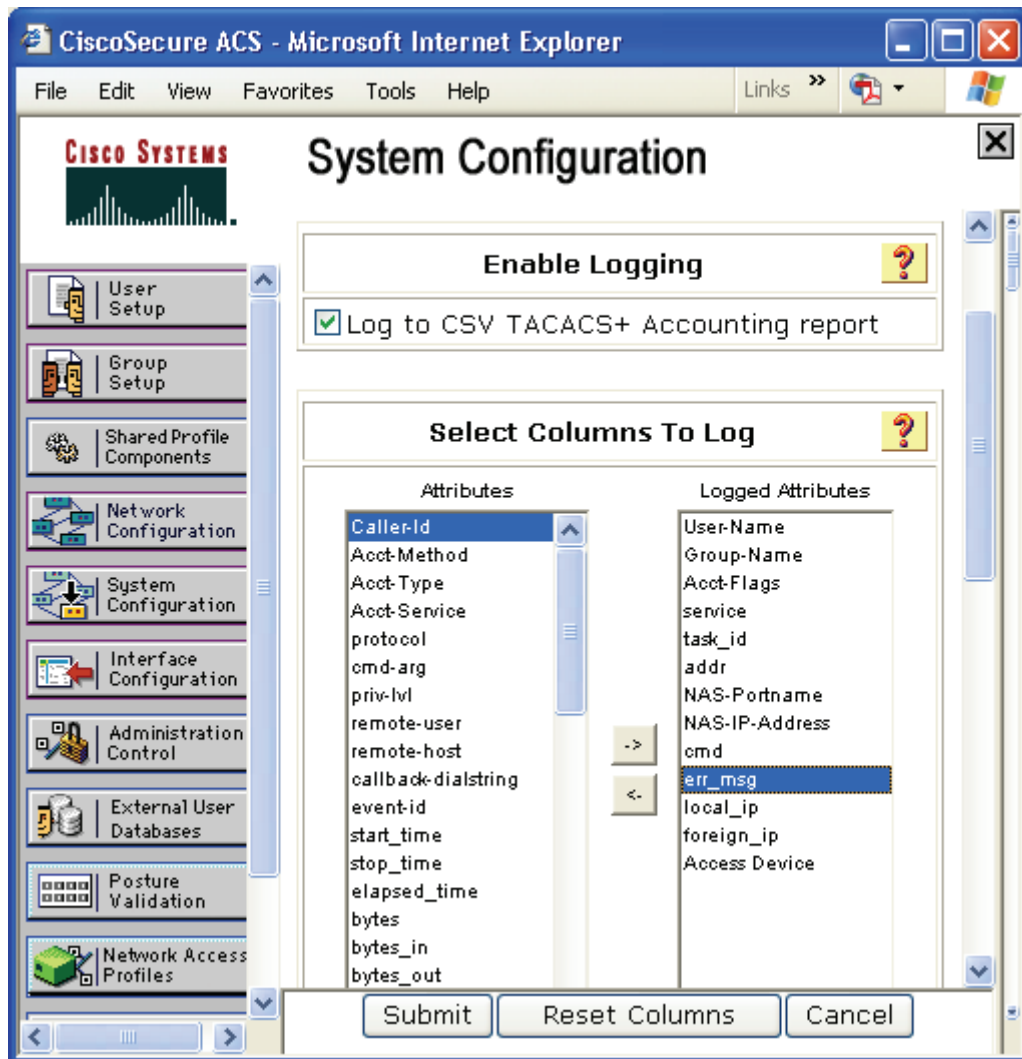 CiscoSecure ACS - Microsoft Internet Explorer
File Edit View Favorites Tools Help Links »
CISCO SYSTEMS
System Configuration
User
Setup
Group
Setup
Shared Profile
Components
Network
Configuration
System
Configuration
Interface
Configuration
Administration
Control
External User
Databases
Posture
Validation
Network Access
Profiles
Enable Logging
?
Log to CSV TACACS+ Accounting report
Select Columns To Log
?
Attributes
Caller-Id
Acct-Method
Acct-Type
Acct-Service
protocol
cmd-arg
priv-lvl
remote-user
remote-host
callback-dialstring
event-id
start_time
stop_time
elapsed_time
bytes
bytes_in
bytes_out
->
<-
Logged Attributes
User-Name
Group-Name
Acct-Flags
service
task_id
addr
NAS-Portname
NAS-IP-Address
cmd
err_msg
local_ip
foreign_ip
Access Device
Submit Reset Columns Cancel